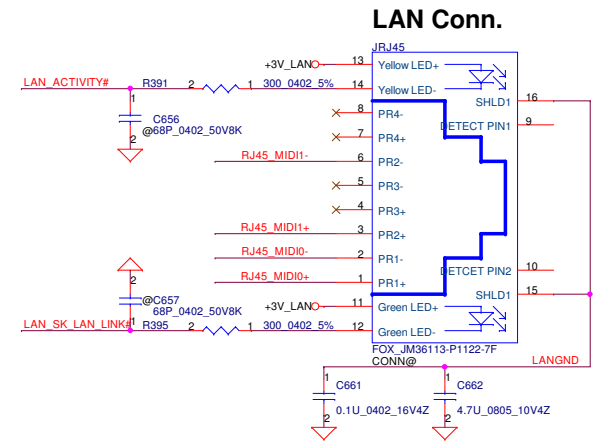 LAN Conn.
JRJ45
+3V_LAN 13 Yellow LED+
LAN_ACTIVITY# R391 2 1 300_0402_5% 14 Yellow LED-
SHLD1 16
1
C656
@68P_0402_50V8K
2
8 PR4-
DETECT PIN1 9
7 PR4+
RJ45_MIDI1- 6 PR2-
5 PR3-
4 PR3+
RJ45_MIDI1+ 3 PR2+
RJ45_MIDI0- 2 PR1-
DETCET PIN2 10
RJ45_MIDI0+ 1 PR1+
SHLD1 15
2
@C657
68P_0402_50V8K
1
+3V_LAN 11 Green LED+
LAN_SK_LAN_LINK# R395 2 1 300_0402_5% 12 Green LED-
FOX_JM36113-P1122-7F
CONN@
LANGND
1 1
C661 C662
0.1U_0402_16V4Z 4.7U_0805_10V4Z
2 2